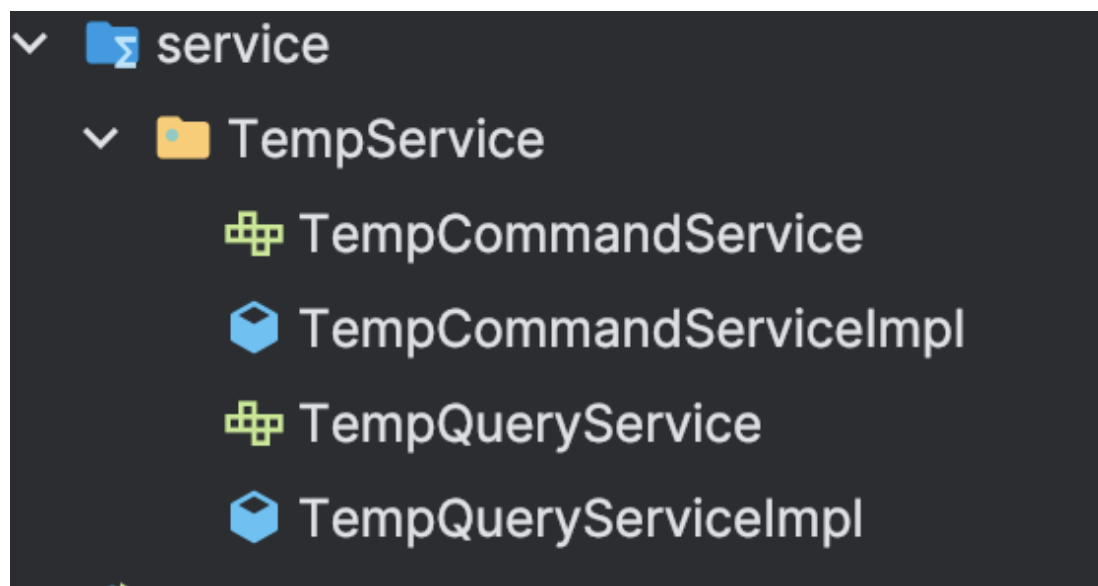 service
TempService
TempCommandService
TempCommandServiceImpl
TempQueryService
TempQueryServiceImpl